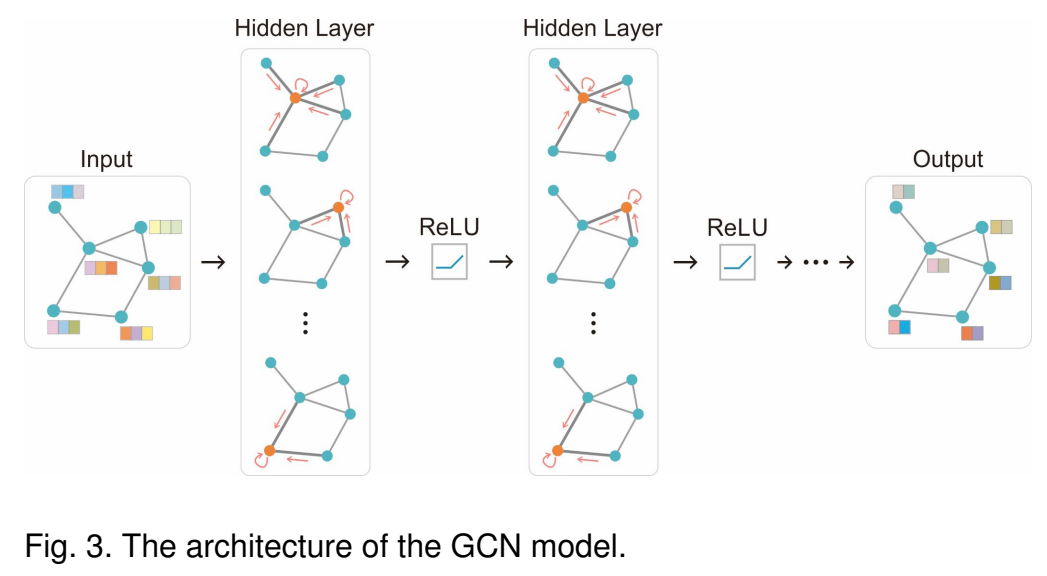 Hidden Layer
Hidden Layer
Input
Output
ReLU
ReLU
Fig. 3. The architecture of the GCN model.